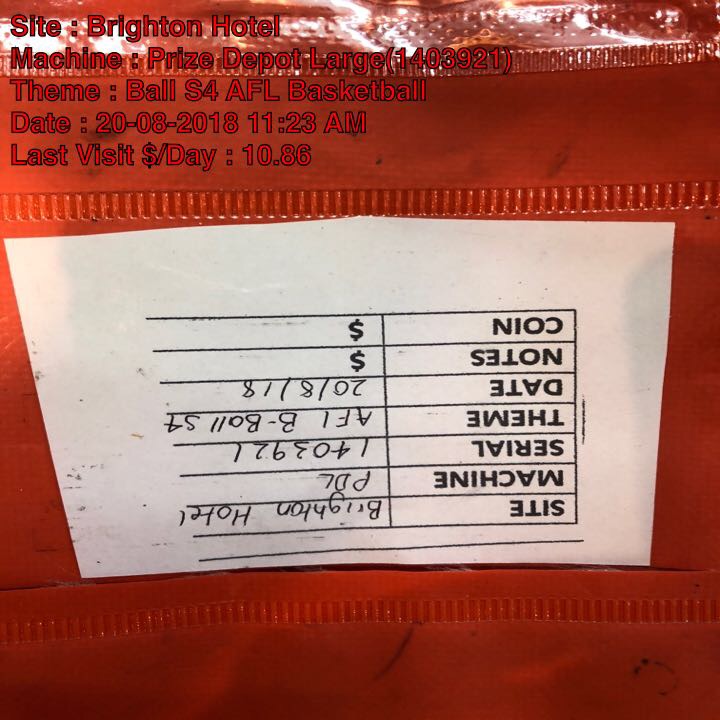 Site : Brighton Hotel
Machine : Prize Depot Large(1403921)
Theme : Ball S4 AFL Basketball
Date : 20-08-2018 11:23 AM
Last Visit $/Day : 10.86
SITE Brighton Hotel
MACHINE PDL
SERIAL 1403921
THEME AFL B-Ball S4
DATE 20/8/18
NOTES $
COIN $